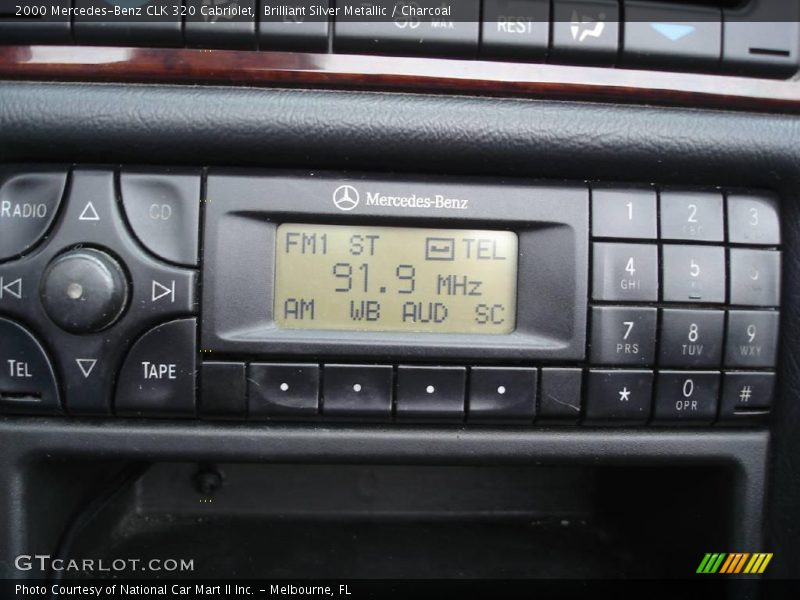 2000 Mercedes-Benz CLK 320 Cabriolet, Brilliant Silver Metallic / Charcoal
REST
Mercedes-Benz
RADIO
CD
FM1 ST TEL
91.9 MHz
AM WB AUD SC
TEL
TAPE
1 2 3
4 5
GHI
7 8 9
PRS TUV WXY
* 0 #
OPR
GTCARLOT.COM
Photo Courtesy of National Car Mart II Inc. - Melbourne, FL